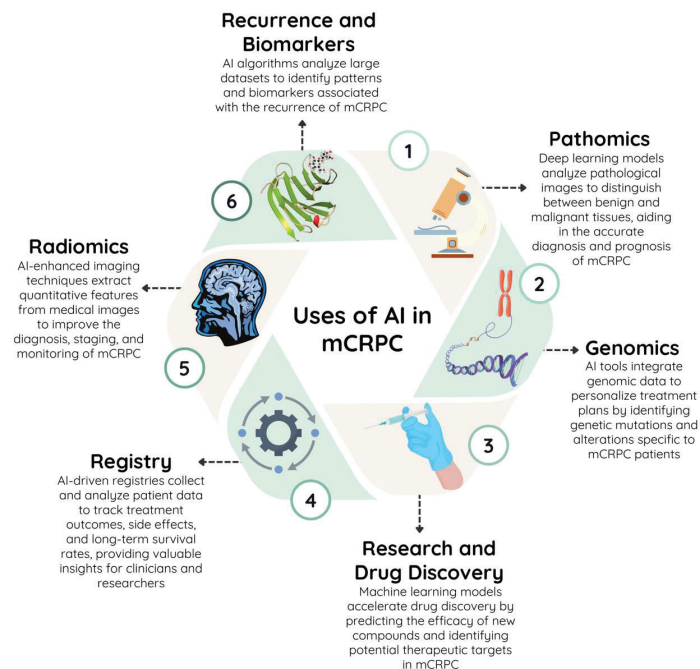 Recurrence and
Biomarkers
AI algorithms analyze large
datasets to identify patterns
and biomarkers associated
with the recurrence of mCRPC
1
Pathomics
Deep learning models
analyze pathological
images to distinguish
between benign and
malignant tissues, aiding
in the accurate
diagnosis and prognosis
of mCRPC
6
Radiomics
AI-enhanced imaging
techniques extract
quantitative features
from medical images
to improve the
diagnosis, staging, and
monitoring of mCRPC
2
Uses of AI in
mCRPC
5
Genomics
AI tools integrate
genomic data to
personalize treatment
plans by identifying
genetic mutations and
alterations specific to
mCRPC patients
3
Registry
AI-driven registries collect
and analyze patient data
to track treatment
outcomes, side effects,
and long-term survival
rates, providing valuable
insights for clinicians and
researchers
4
Research and
Drug Discovery
Machine learning models
accelerate drug discovery by
predicting the efficacy of new
compounds and identifying
potential therapeutic targets
in mCRPC